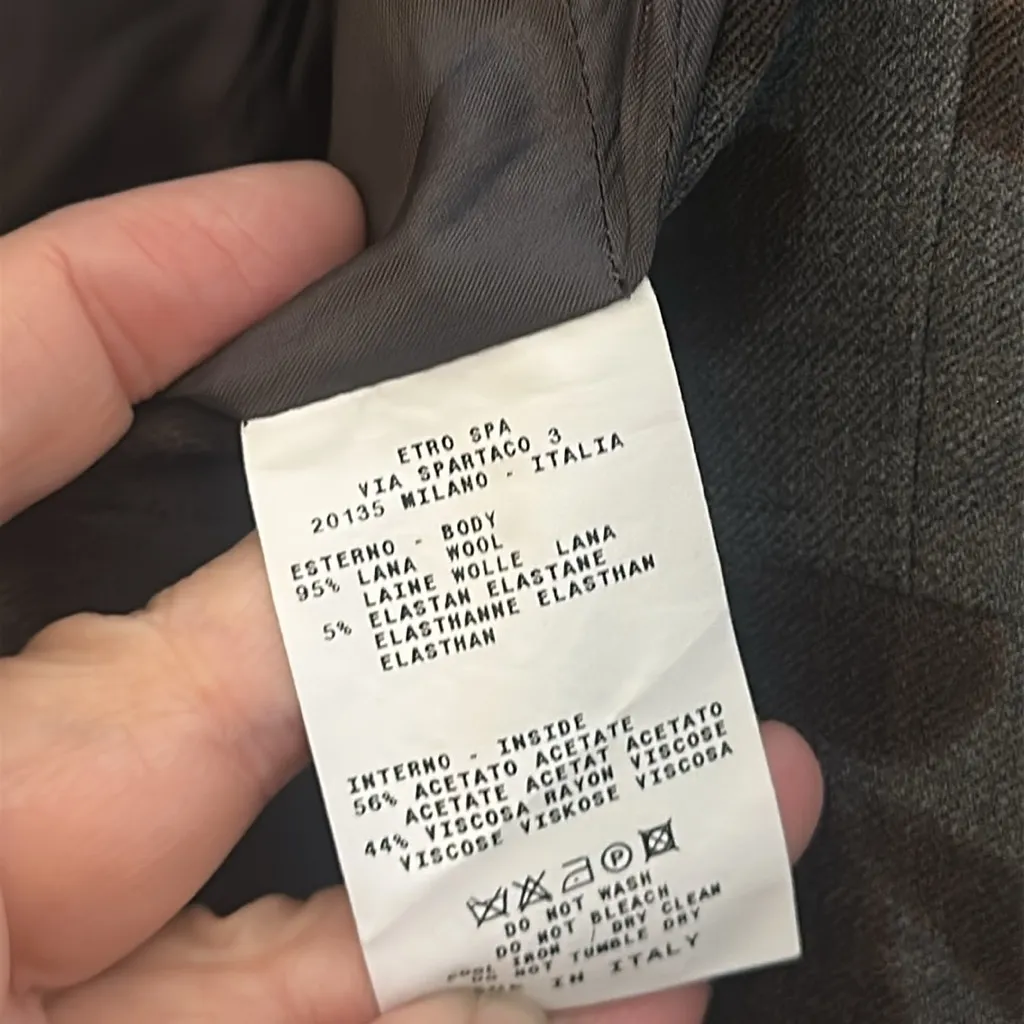 ETRO SPA
VIA SPARTACO 3
20135 MILANO - ITALIA
ESTERNO - BODY
95% LANA WOOL
LAINE WOLLE LANA
5% ELASTAN ELASTANE
ELASTHANNE ELASTHAN
ELASTHAN
INTERNO - INSIDE
56% ACETATO ACETATE
ACETATE ACETAT ACETATO
44% VISCOSA RAYON VISCOSE
VISCOSE VISKOSE VISCOSA
P
DO NOT WASH
DO NOT BLEACH
IRON / DRY CLEAN
DO NOT TUMBLE DRY
IN ITALY